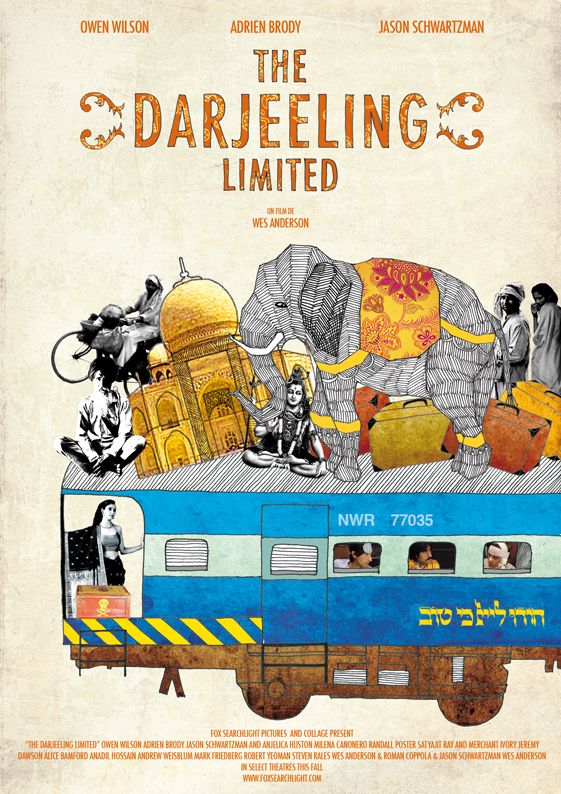 OWEN WILSON ADRIEN BRODY JASON SCHWARTZMAN
THE
DARJEELING
LIMITED
UN FILM DE
WES ANDERSON
NWR 77035
הודו כי טוב
FOX SEARCHLIGHT PICTURES AND COLLAGE PRESENT
"THE DARJEELING LIMITED" OWEN WILSON ADRIEN BRODY JASON SCHWARTZMAN AND ANJELICA HUSTON MILENA CANONERO RANDALL POSTER SATYAJIT RAY AND MERCHANT IVORY JEREMY
DAWSON ALICE BAMFORD ANADIL HOSSAIN ANDREW WEISBLUM MARK FRIEDBERG ROBERT YEOMAN STEVEN RALES WES ANDERSON & ROMAN COPPOLA & JASON SCHWARTZMAN WES ANDERSON
IN SELECT THEATRES THIS FALL
WWW.FOXSEARCHLIGHT.COM